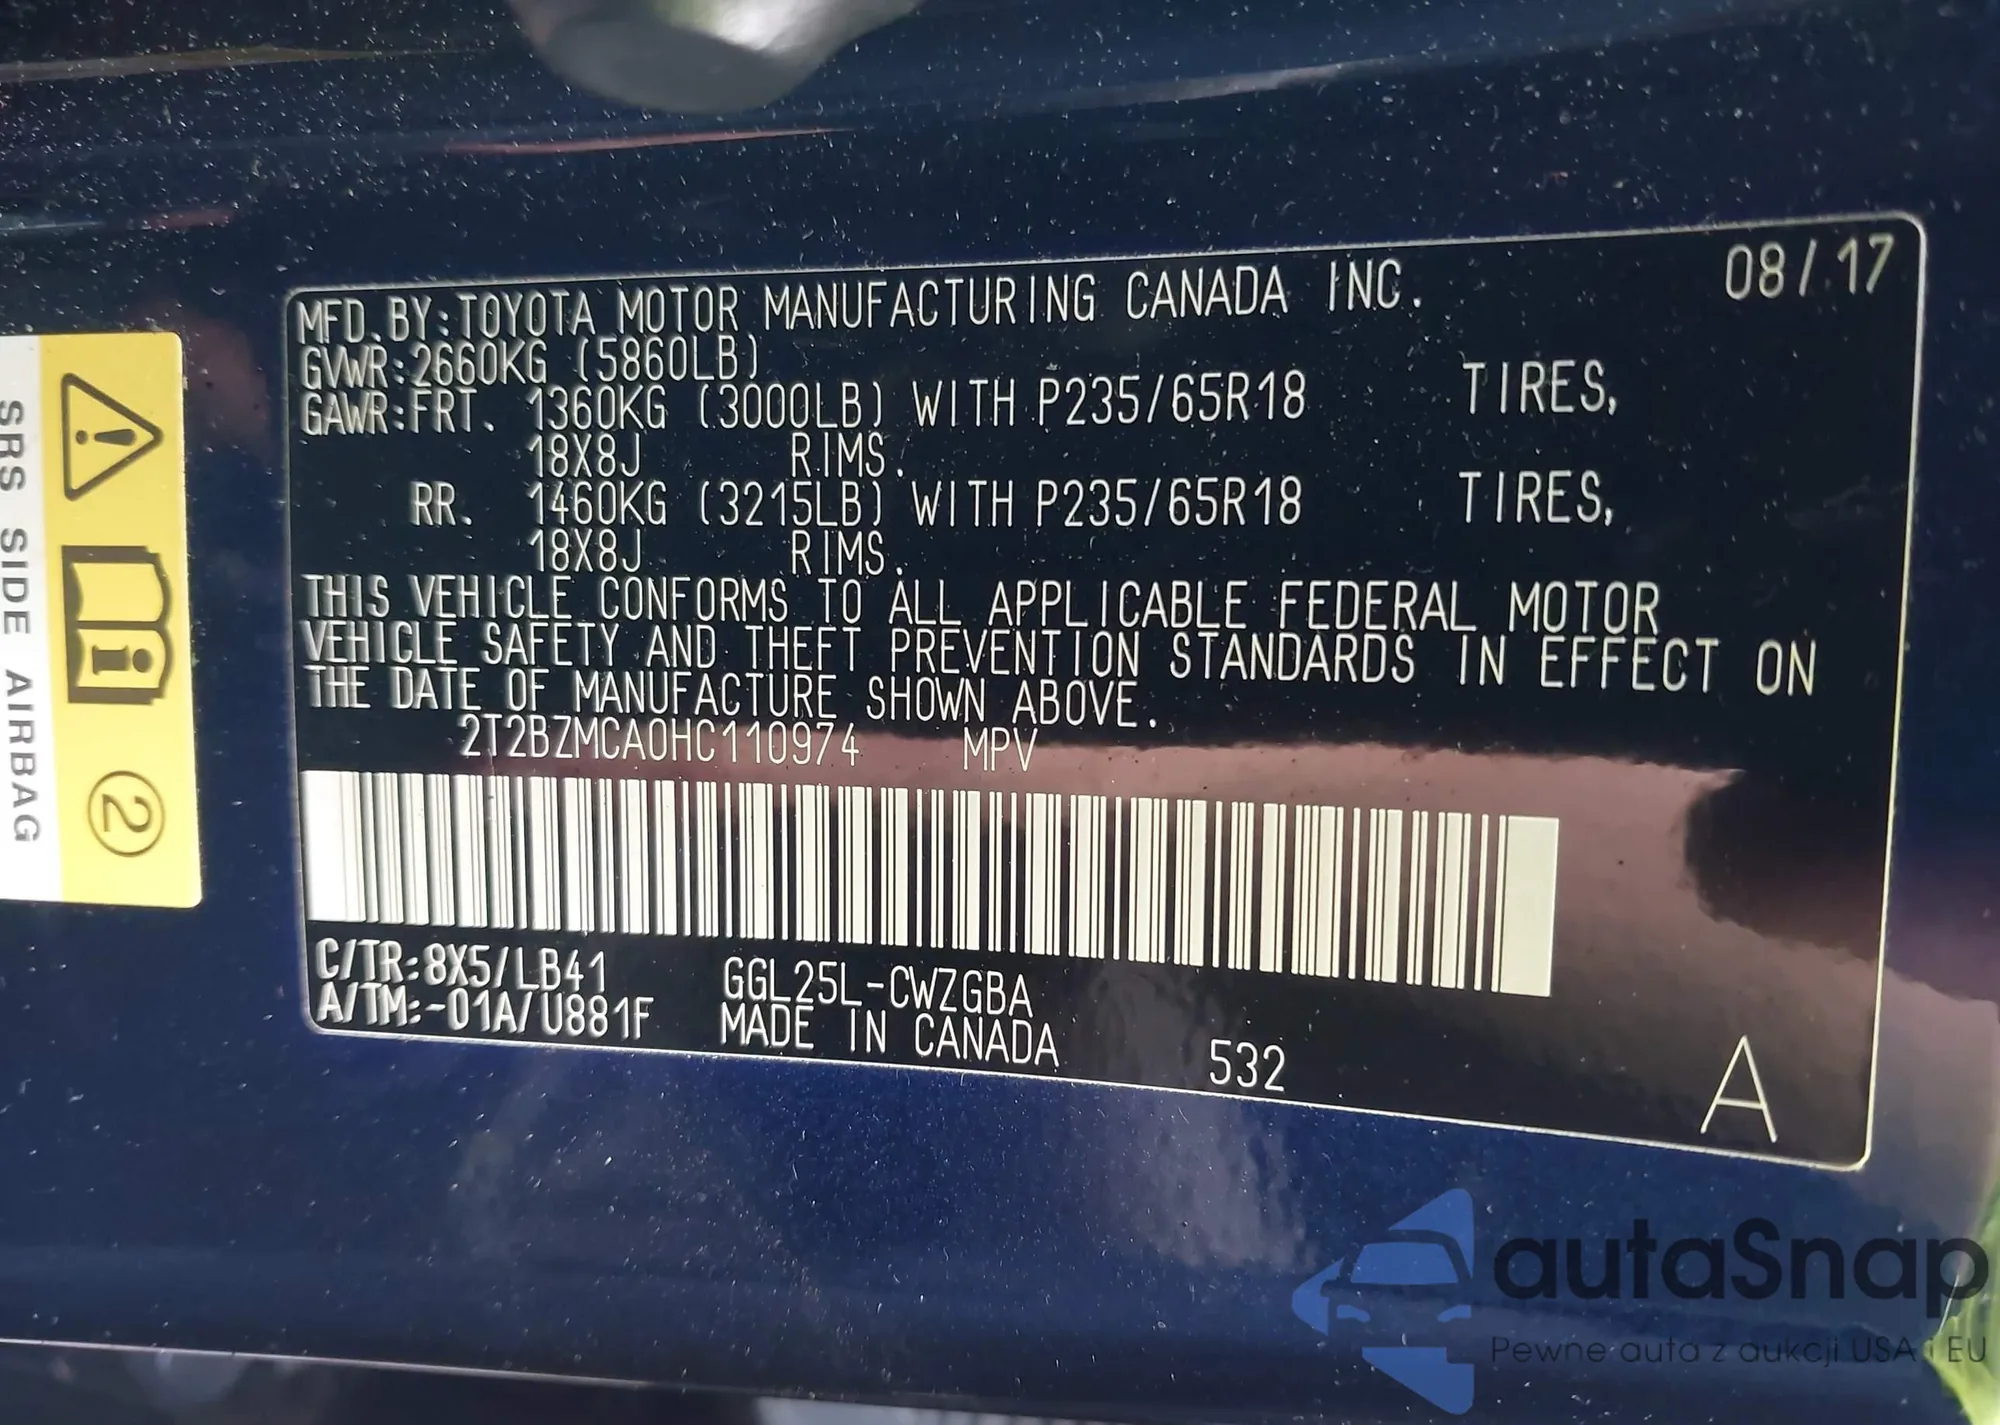 MFD. BY: TOYOTA MOTOR MANUFACTURING CANADA INC. 08/17
GVWR: 2660KG (5860LB)
GAWR: FRT. 1360KG (3000LB) WITH P235/65R18 TIRES,
18X8J RIMS.
RR. 1460KG (3215LB) WITH P235/65R18 TIRES,
18X8J RIMS.
THIS VEHICLE CONFORMS TO ALL APPLICABLE FEDERAL MOTOR
VEHICLE SAFETY AND THEFT PREVENTION STANDARDS IN EFFECT ON
THE DATE OF MANUFACTURE SHOWN ABOVE.
2T2BZMCA0HC110974 MPV
C/TR: 8X5/LB41 GGL25L-CWZGBA
A/TM: -01A/U881F MADE IN CANADA 532 A
SRS SIDE AIRBAG
2
autaSnap
Pewne auta z aukcji USA i EU